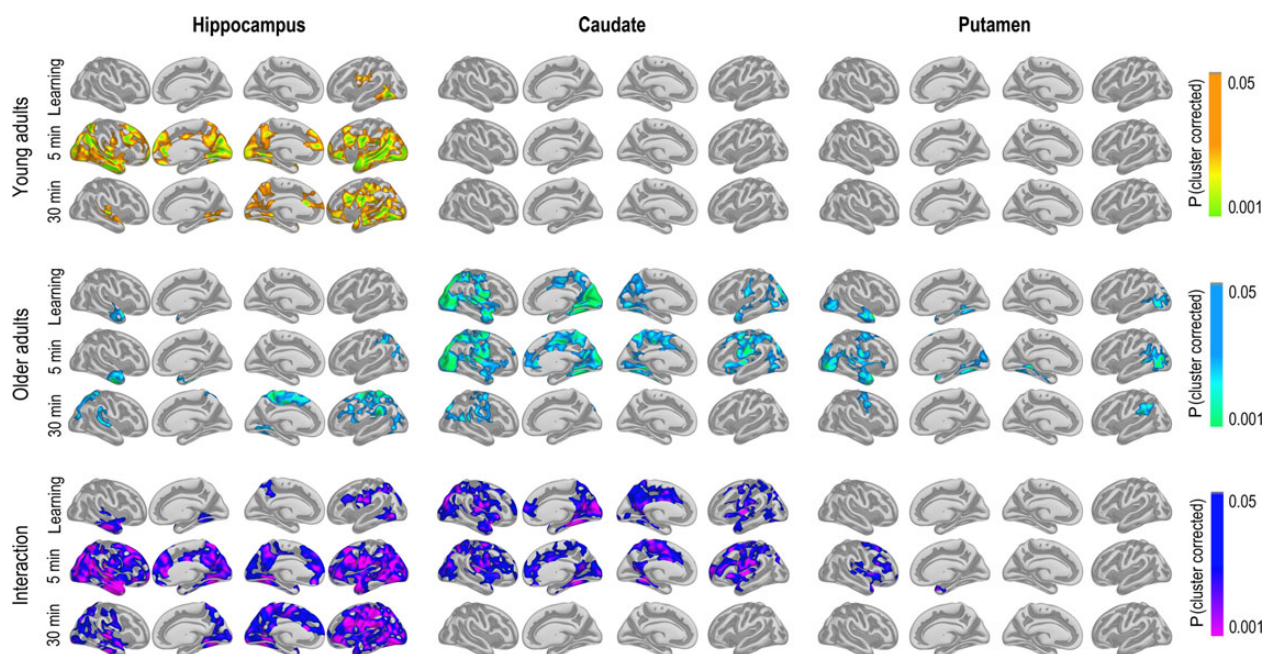 Hippocampus Caudate Putamen
Young adults
Learning
5 min
30 min
0.05
P (cluster corrected)
0.001
Older adults
Learning
5 min
30 min
0.05
P (cluster corrected)
0.001
Interaction
Learning
5 min
30 min
0.05
P (cluster corrected)
0.001